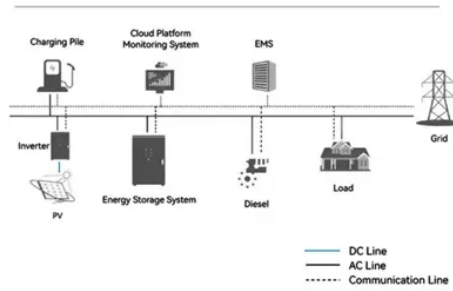 Charging Pile
Cloud Platform
Monitoring System
EMS
Grid
Inverter
PV
Energy Storage System
Diesel
Load
DC Line
AC Line
Communication Line